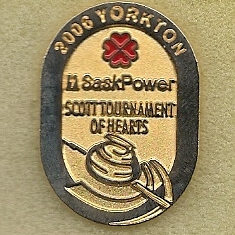 2006 YORKTON
SaskPower
SCOTT TOURNAMENT
OF HEARTS